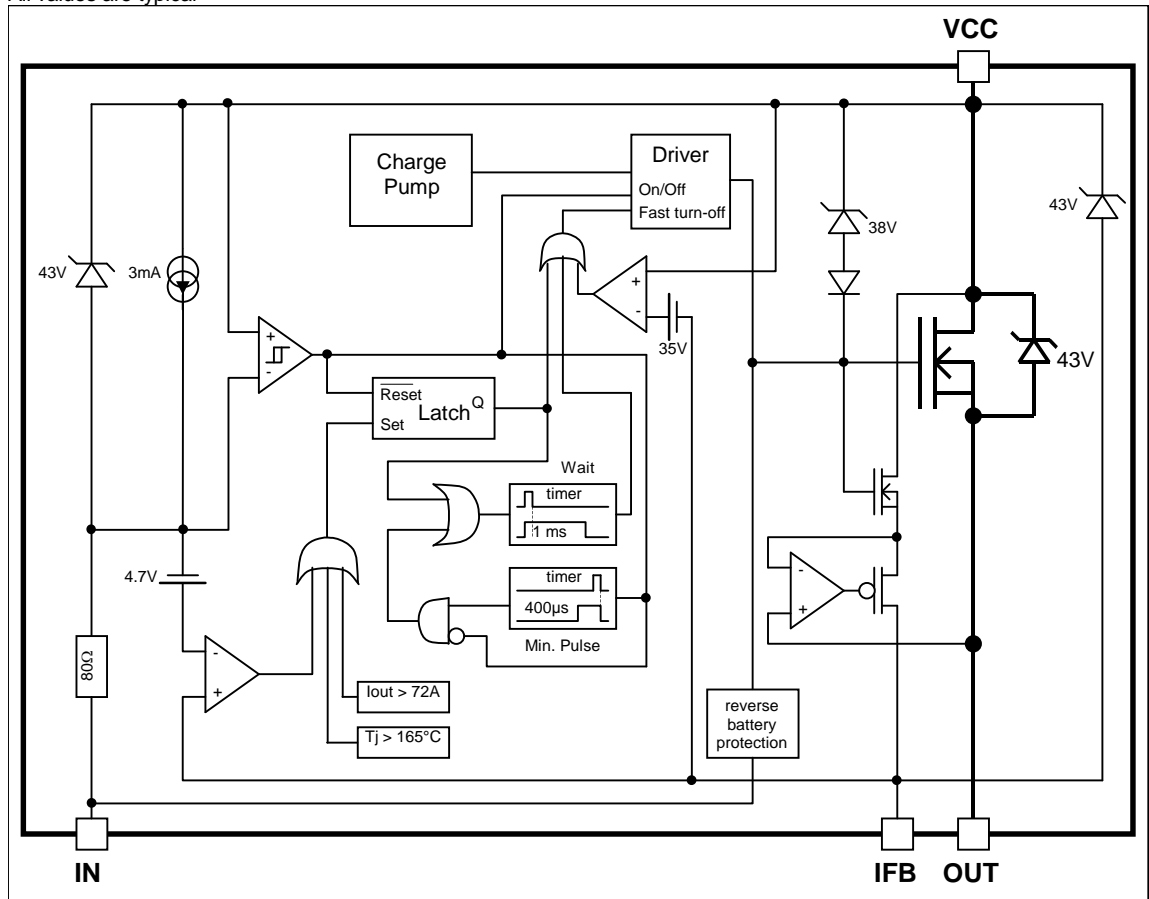 All values are typical
VCC
Charge
Pump
Driver
On/Off
Fast turn-off
43V
3mA
38V
43V
+
-
35V
+
-
43V
Reset
Latch Q
Set
Wait
timer
1 ms
4.7V
timer
400µs
Min. Pulse
-
+
-
+
80Ω
Iout > 72A
Tj > 165°C
reverse
battery
protection
IN
IFB
OUT